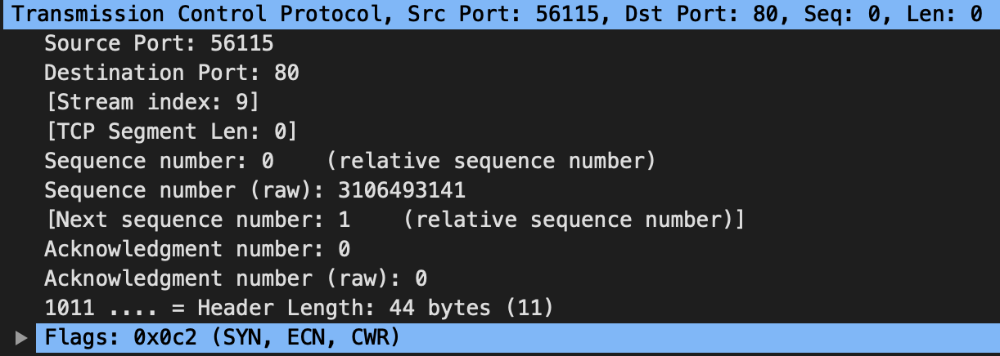 Transmission Control Protocol, Src Port: 56115, Dst Port: 80, Seq: 0, Len: 0
Source Port: 56115
Destination Port: 80
[Stream index: 9]
[TCP Segment Len: 0]
Sequence number: 0    (relative sequence number)
Sequence number (raw): 3106493141
[Next sequence number: 1    (relative sequence number)]
Acknowledgment number: 0
Acknowledgment number (raw): 0
1011 .... = Header Length: 44 bytes (11)
Flags: 0x0c2 (SYN, ECN, CWR)